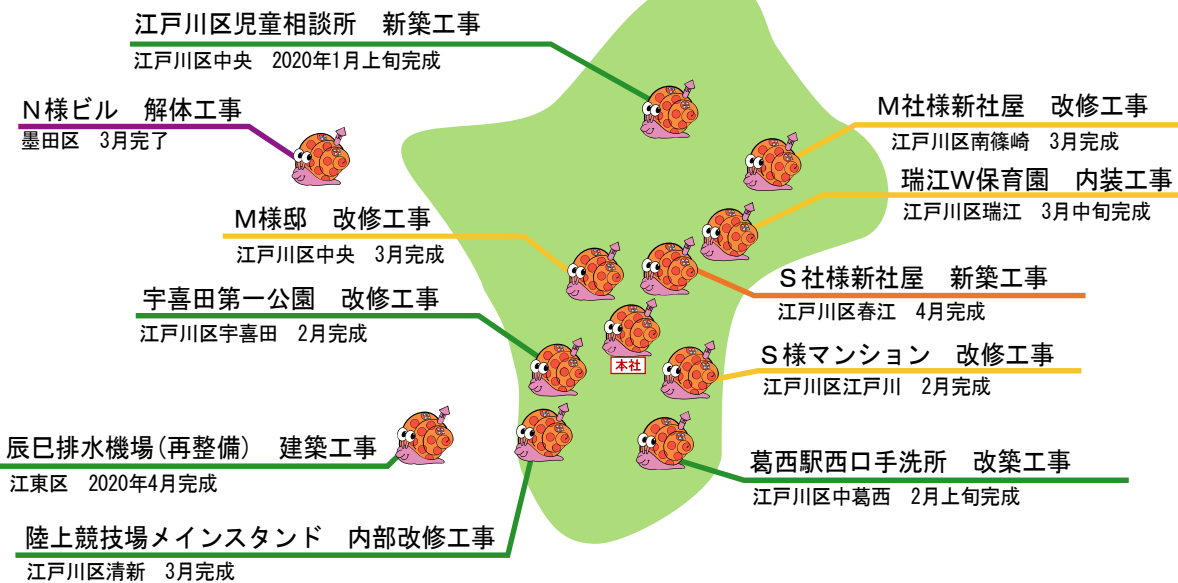 江戸川区児童相談所　新築工事
江戸川区中央　2020年1月上旬完成
N様ビル　解体工事
墨田区　3月完了
M社様新社屋　改修工事
江戸川区南篠崎　3月完成
瑞江W保育園　内装工事
江戸川区瑞江　3月中旬完成
M様邸　改修工事
江戸川区中央　3月完成
S社様新社屋　新築工事
江戸川区春江　4月完成
宇喜田第一公園　改修工事
江戸川区宇喜田　2月完成
本社
S様マンション　改修工事
江戸川区江戸川　2月完成
辰巳排水機場(再整備)　建築工事
江東区　2020年4月完成
葛西駅西口手洗所　改築工事
江戸川区中葛西　2月上旬完成
陸上競技場メインスタンド　内部改修工事
江戸川区清新　3月完成